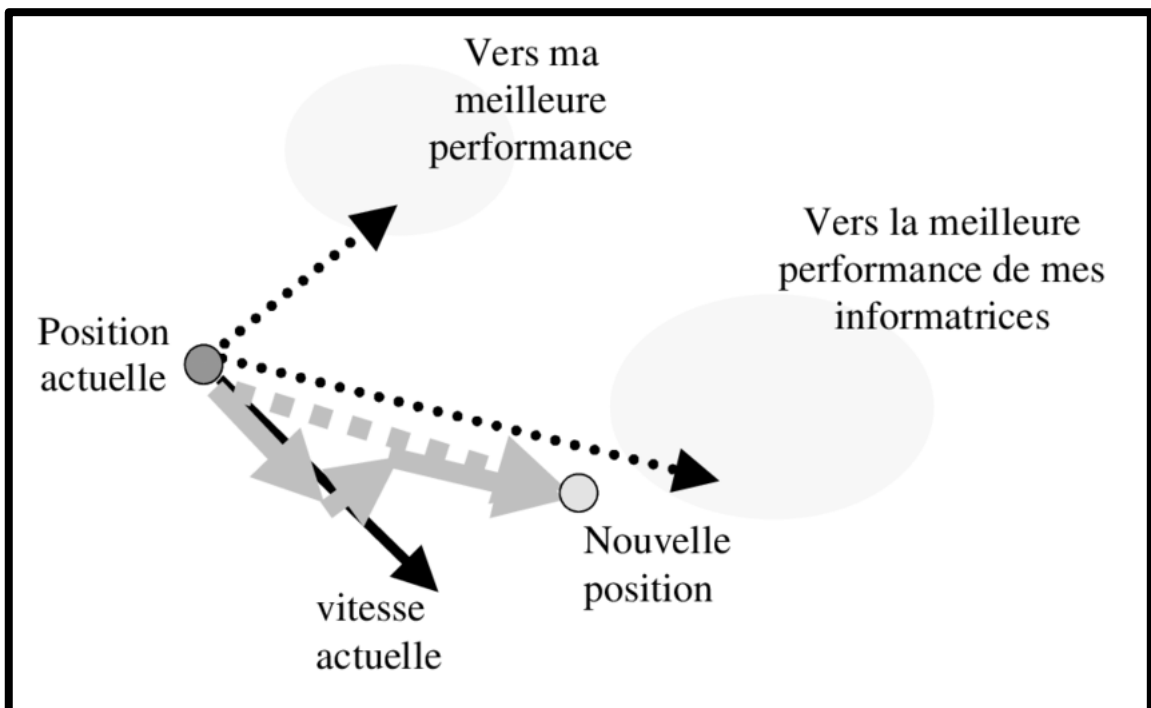 Vers ma
meilleure
performance
Vers la meilleure
performance de mes
informatrices
Position
actuelle
Nouvelle
position
vitesse
actuelle